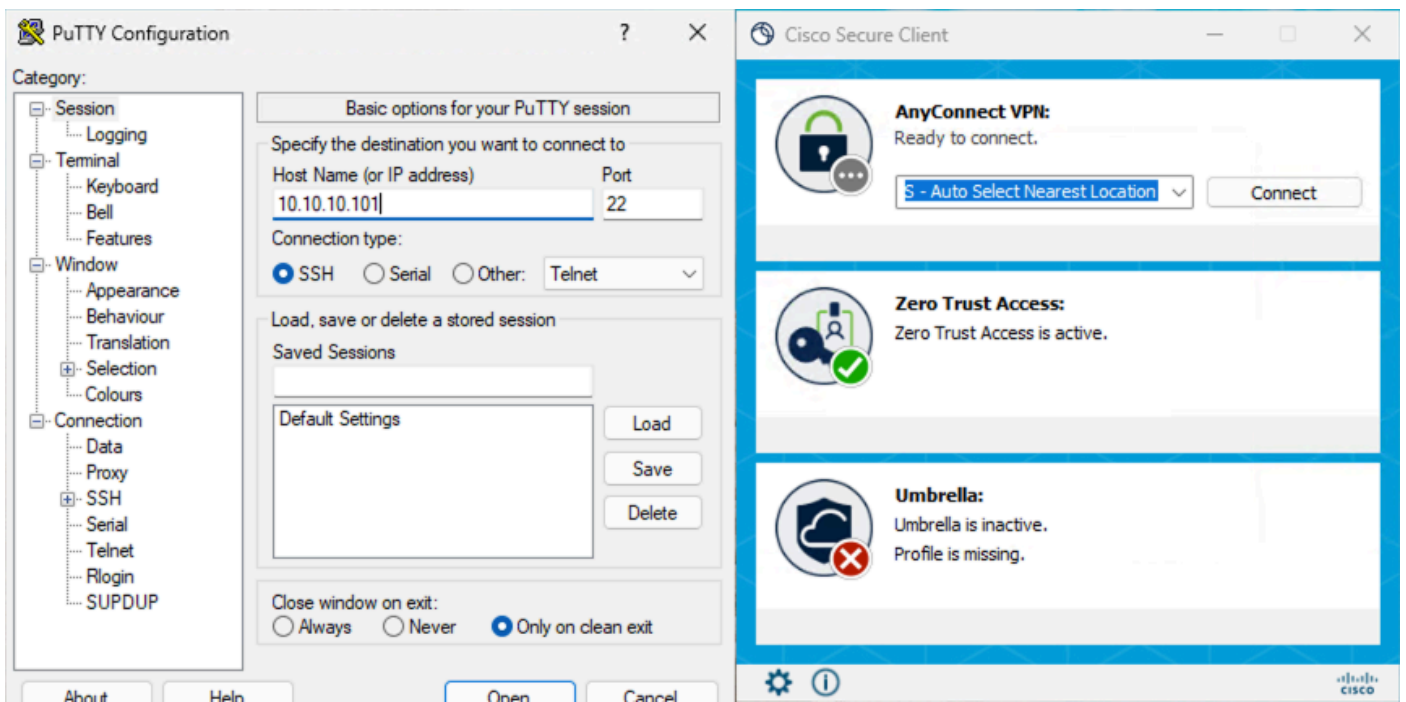 PuTTY Configuration
?
Category:
Session
Logging
Terminal
Keyboard
Bell
Features
Window
Appearance
Behaviour
Translation
Selection
Colours
Connection
Data
Proxy
SSH
Serial
Telnet
Rlogin
SUPDUP
Basic options for your PuTTY session
Specify the destination you want to connect to
Host Name (or IP address) Port
10.10.10.101 22
Connection type:
SSH Serial Other: Telnet
Load, save or delete a stored session
Saved Sessions
Default Settings
Load
Save
Delete
Close window on exit:
Always Never Only on clean exit
About Help Open Cancel
Cisco Secure Client
AnyConnect VPN:
Ready to connect.
S - Auto Select Nearest Location Connect
Zero Trust Access:
Zero Trust Access is active.
Umbrella:
Umbrella is inactive.
Profile is missing.
cisco